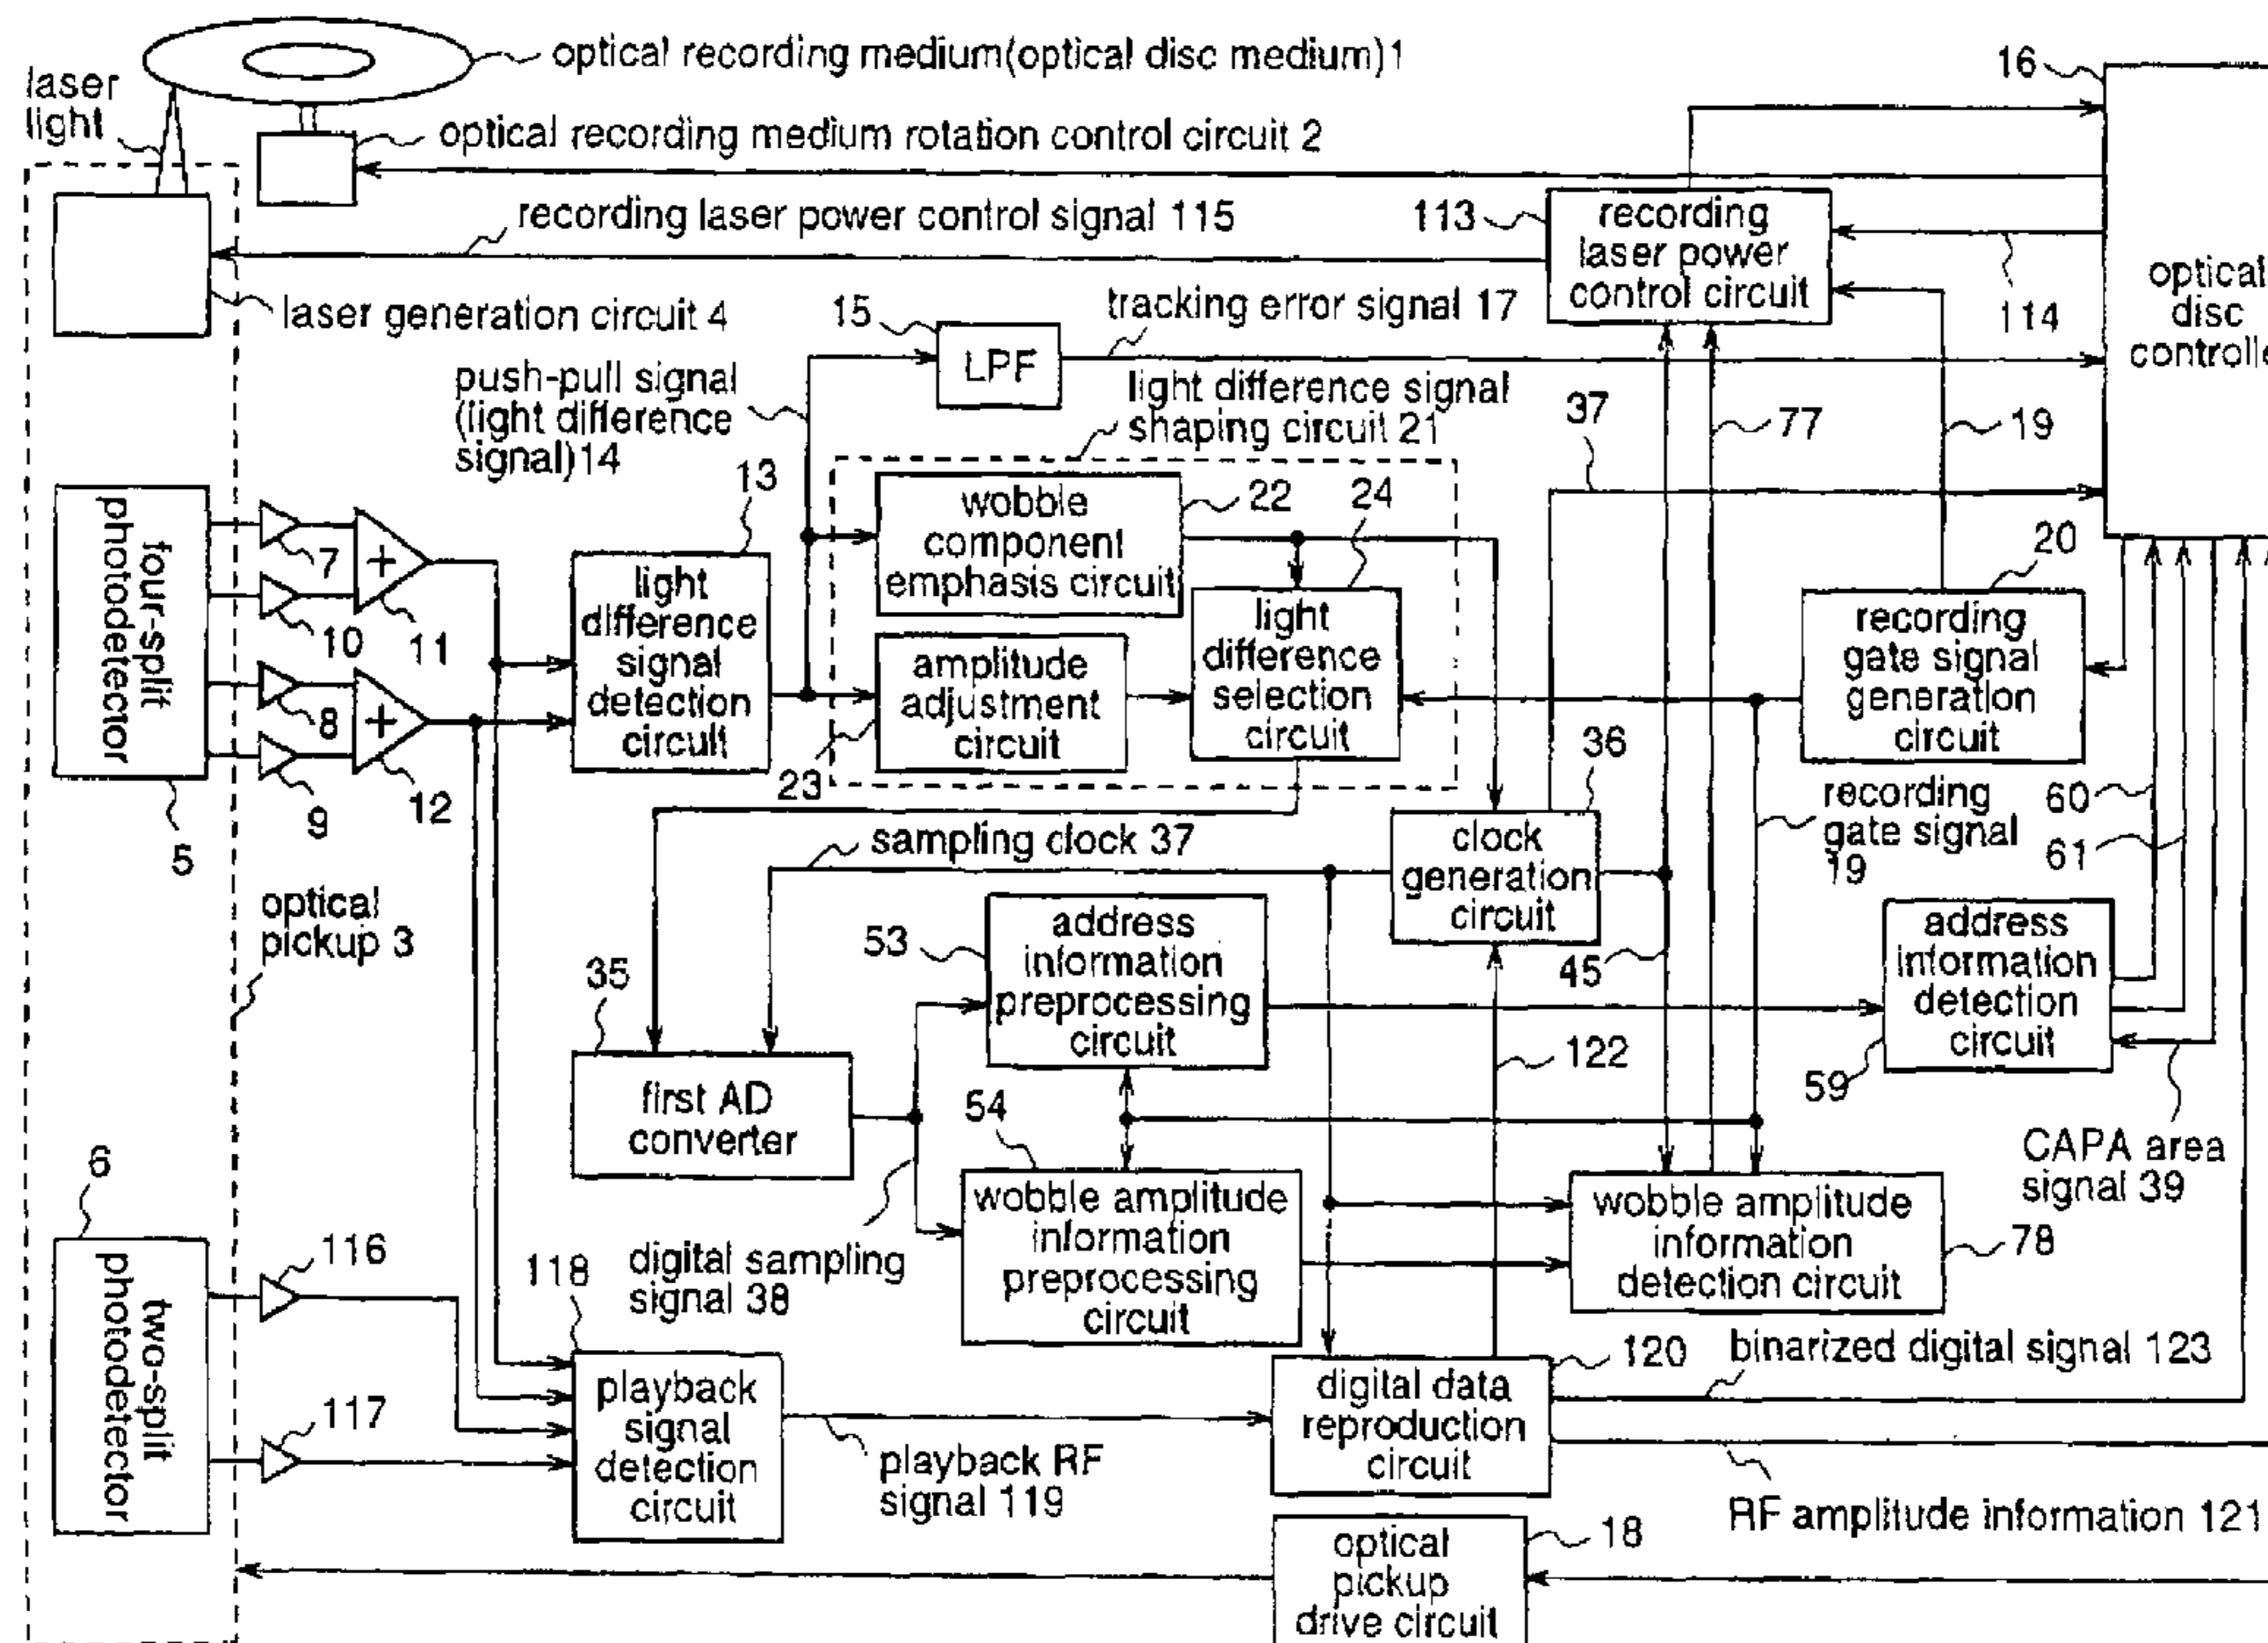 optical recording medium(optical disc medium)1
laser
light
optical recording medium rotation control circuit 2
recording laser power control signal 115
laser generation circuit 4
16
113
recording
laser power
control circuit
114
optical
disc
15
LPF
tracking error signal 17
push-pull signal
(light difference
signal)14
light difference signal
shaping circuit 21
37
77
19
four-split
photodetector
5
7
10
8
9
+
11
+
12
13
light
difference
signal
detection
circuit
wobble
component
emphasis circuit
22
24
amplitude
adjustment
circuit
23
light
difference
selection
circuit
20
recording
gate signal
generation
circuit
recording
gate signal
19
60
61
36
clock
generation
circuit
sampling clock 37
45
optical
pickup 3
35
first AD
converter
53
address
information
preprocessing
circuit
122
address
information
detection
circuit
59
CAPA area
signal 39
54
wobble amplitude
information
preprocessing
circuit
digital sampling
signal 38
wobble amplitude
information
detection circuit
78
6
two-split
photodetector
116
117
118
playback
signal
detection
circuit
playback RF
signal 119
120
digital data
reproduction
circuit
binarized digital signal 123
RF amplitude information 121
18
optical
pickup
drive circuit